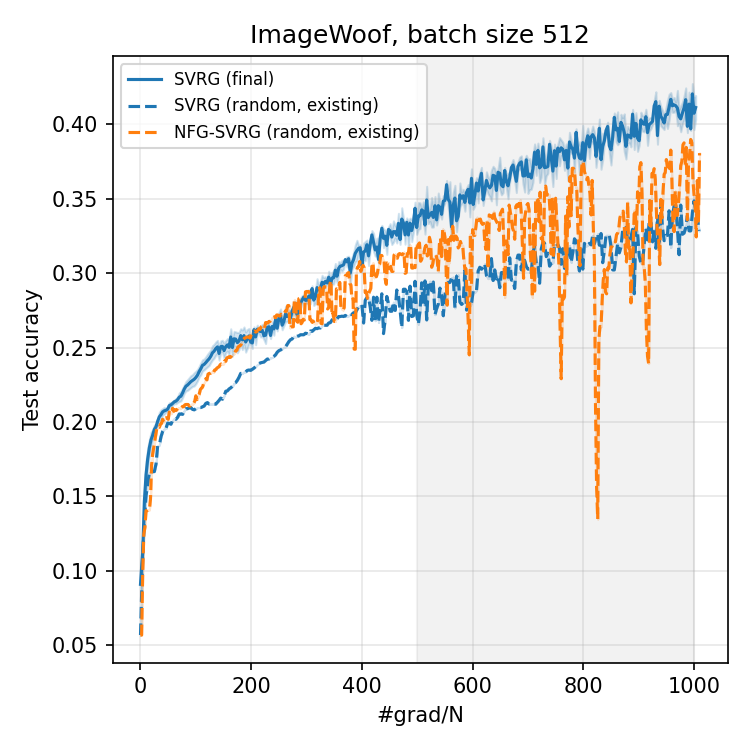 ImageWoof, batch size 512
SVRG (final)
SVRG (random, existing)
NFG-SVRG (random, existing)
Test accuracy
0.40
0.35
0.30
0.25
0.20
0.15
0.10
0.05
0 200 400 600 800 1000
#grad/N